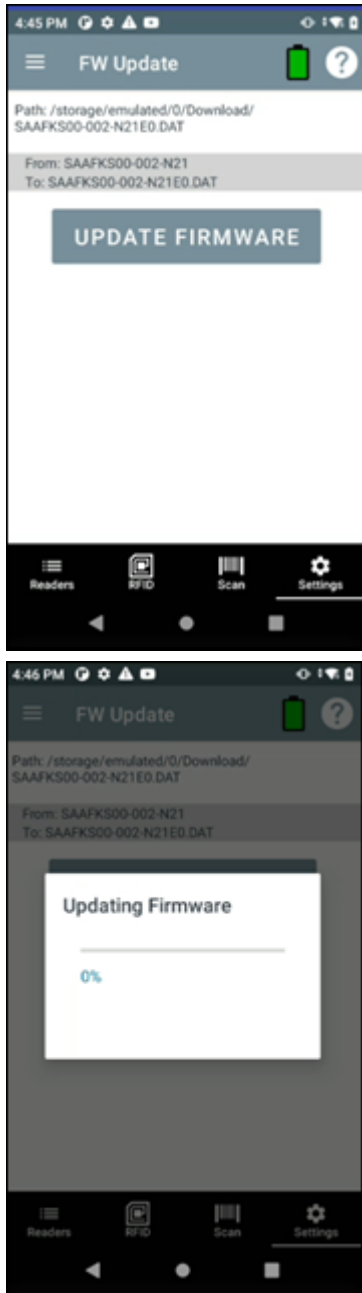 4:45 PM
FW Update
?
Path: /storage/emulated/0/Download/
SAAFKS00-002-N21E0.DAT
From: SAAFKS00-002-N21
To: SAAFKS00-002-N21E0.DAT
UPDATE FIRMWARE
Readers RFID Scan Settings
4:46 PM
FW Update
?
Path: /storage/emulated/0/Download/
SAAFKS00-002-N21E0.DAT
From: SAAFKS00-002-N21
To: SAAFKS00-002-N21E0.DAT
Updating Firmware
0%
Readers RFID Scan Settings